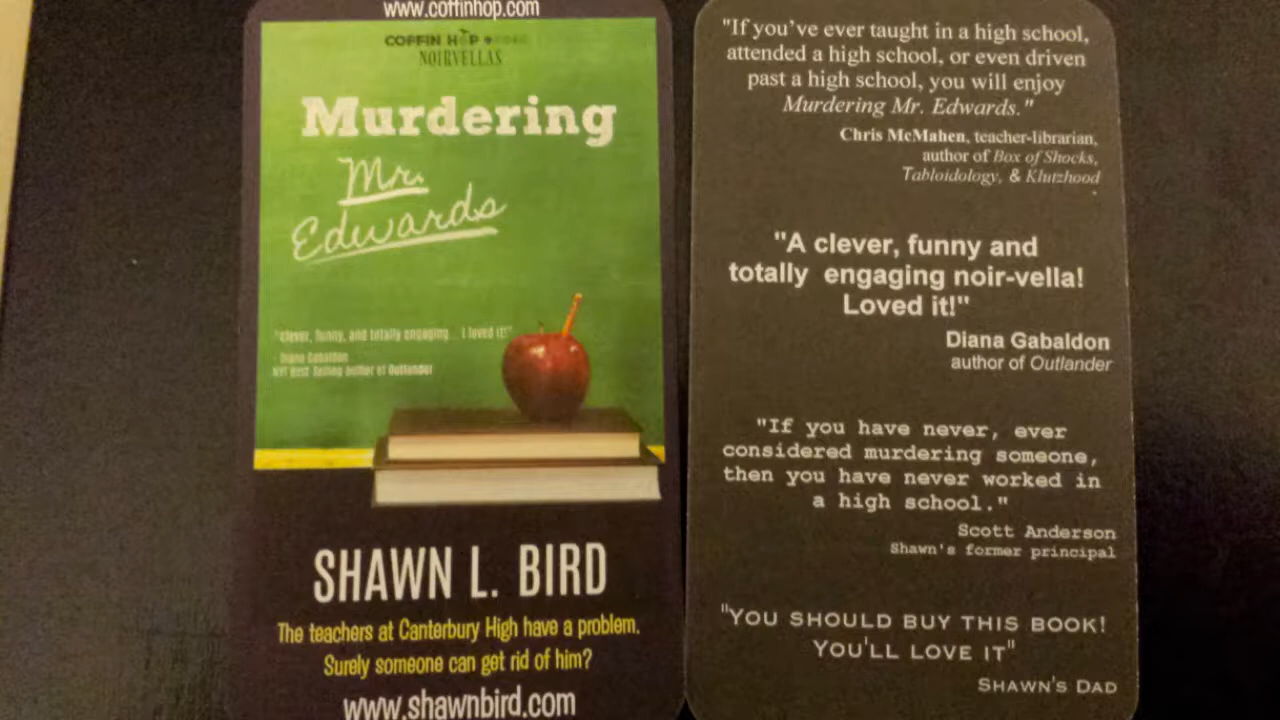 www.coffinhop.com
COFFIN HOP
NOIRVELLAS
Murdering
Mr.
Edwards
"clever, funny, and totally engaging... I loved it!"
Diana Gabaldon
NYT Best Selling author of Outlander
SHAWN L. BIRD
The teachers at Canterbury High have a problem.
Surely someone can get rid of him?
www.shawnbird.com
"If you've ever taught in a high school,
attended a high school, or even driven
past a high school, you will enjoy
Murdering Mr. Edwards."
Chris McMahen, teacher-librarian,
author of Box of Shocks,
Tabloidology, & Klutzhood
"A clever, funny and
totally engaging noir-vella!
Loved it!"
Diana Gabaldon
author of Outlander
"If you have never, ever
considered murdering someone,
then you have never worked in
a high school."
Scott Anderson
Shawn's former principal
"YOU SHOULD BUY THIS BOOK!
YOU'LL LOVE IT"
SHAWN'S DAD